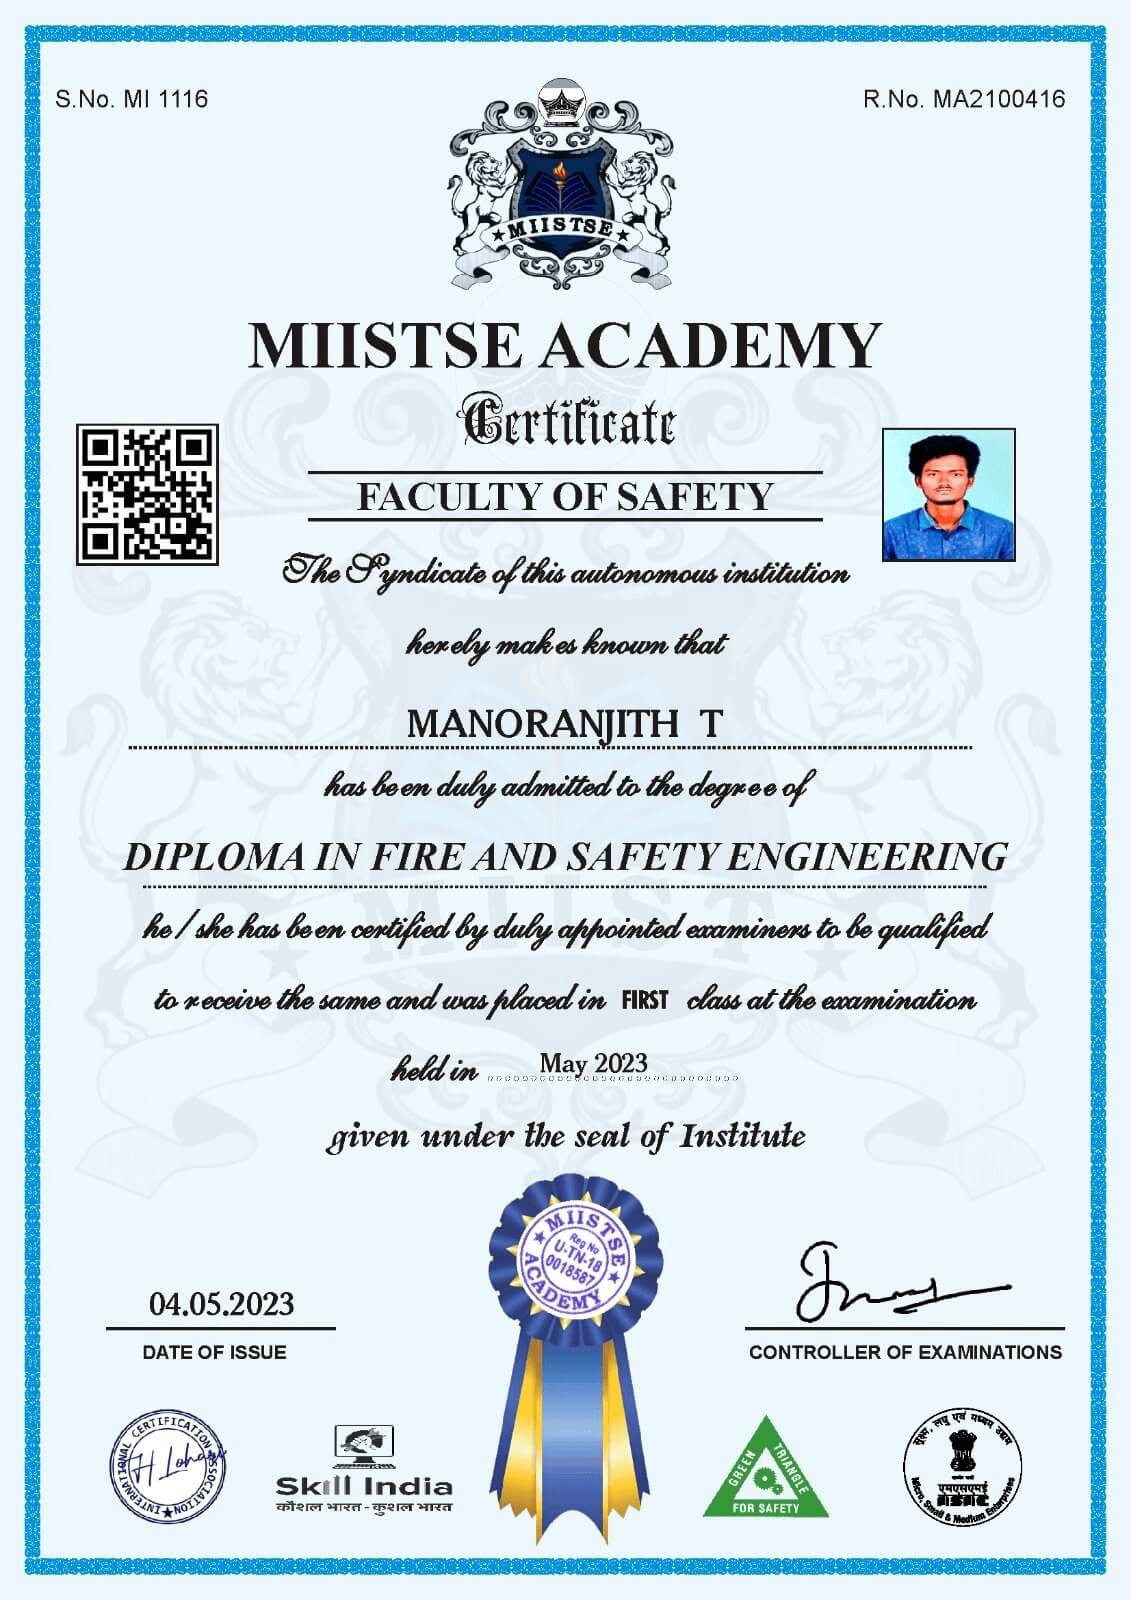 S.No. MI 1116
R.No. MA2100416
MIISTSE
MIISTSE ACADEMY
Certificate
FACULTY OF SAFETY
The Syndicate of this autonomous institution
herely makes known that
MANORANJITH T
has been duly admitted to the degree of
DIPLOMA IN FIRE AND SAFETY ENGINEERING
he / she has been certified by duly appointed examiners to be qualified
to receive the same and was placed in FIRST class at the examination
held in May 2023
given under the seal of Institute
MIISTSE ACADEMY
Reg No
U-TN-18
0018587
04.05.2023
DATE OF ISSUE
CONTROLLER OF EXAMINATIONS
INTERNATIONAL CERTIFICATION ASSOCIATION
Skill India
कौशल भारत - कुशल भारत
GREEN TRIANGLE
FOR SAFETY
सूक्ष्म, लघु एवं मध्यम उद्यम
एमएसएमई
Micro, Small & Medium Enterprises